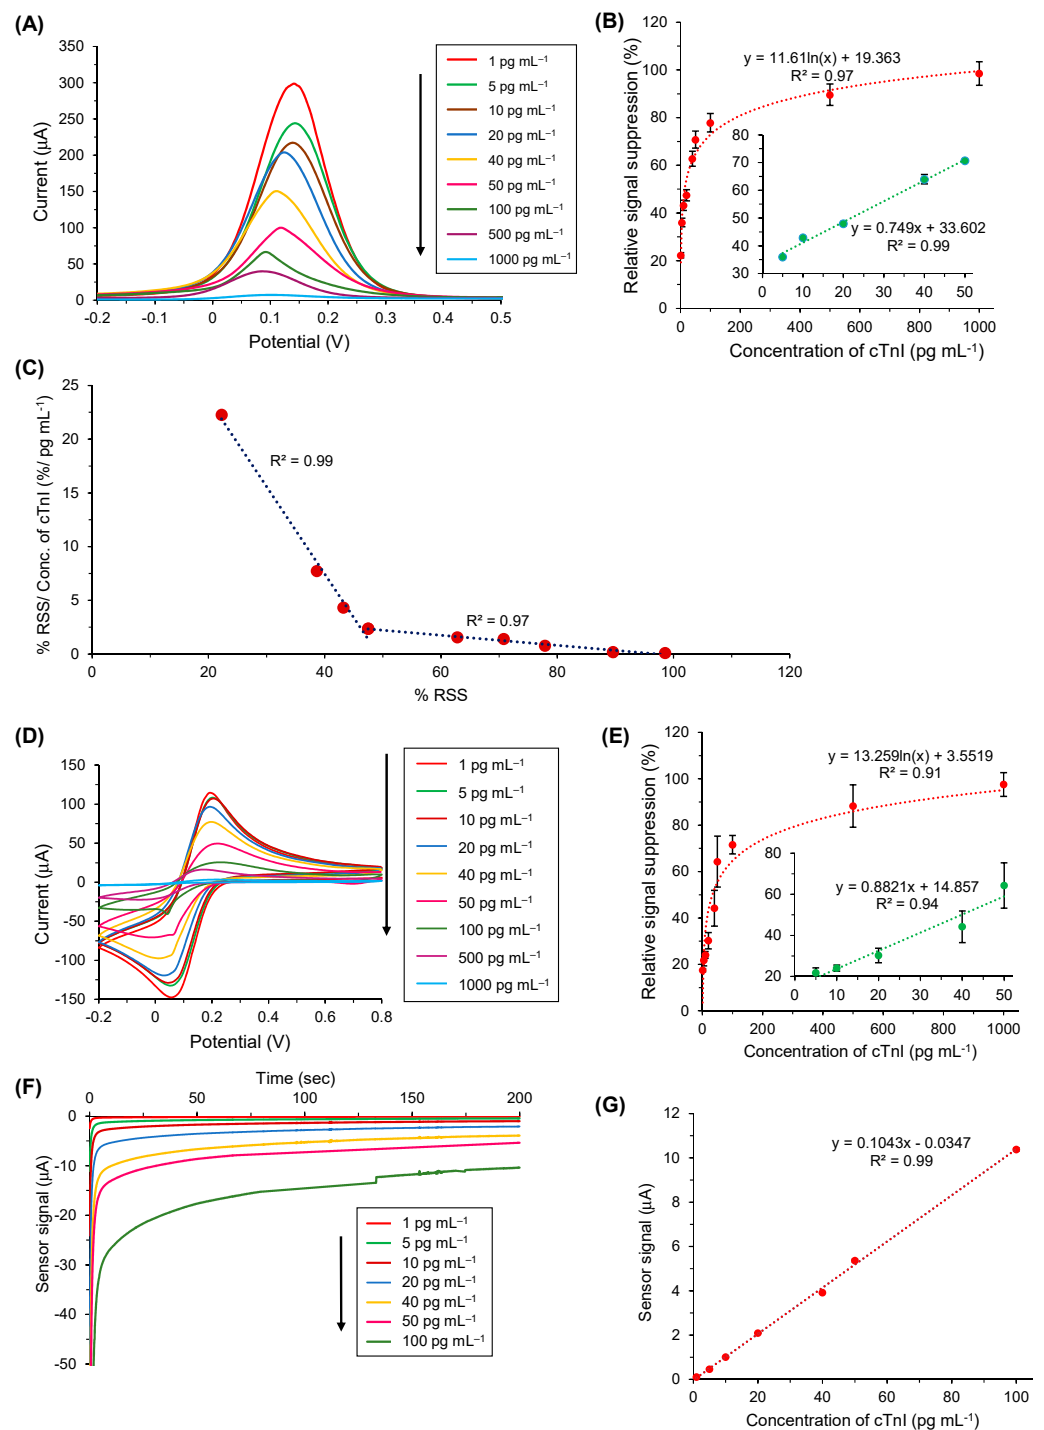 (A)
350
300
250
200
150
100
50
0
-0.2
-0.1
0
0.1
0.2
0.3
0.4
0.5
Current (µA)
Potential (V)
1 pg mL⁻¹
5 pg mL⁻¹
10 pg mL⁻¹
20 pg mL⁻¹
40 pg mL⁻¹
50 pg mL⁻¹
100 pg mL⁻¹
500 pg mL⁻¹
1000 pg mL⁻¹
(B)
120
100
80
60
40
20
0
0
200
400
600
800
1000
Relative signal suppression (%)
Concentration of cTnI (pg mL⁻¹)
y = 11.61ln(x) + 19.363
R² = 0.97
80
70
60
50
40
30
0
10
20
30
40
50
y = 0.749x + 33.602
R² = 0.99
(C)
25
20
15
10
5
0
0
20
40
60
80
100
120
% RSS/ Conc. of cTnI (%/ pg mL⁻¹)
% RSS
R² = 0.99
R² = 0.97
(D)
150
100
50
0
-50
-100
-150
-0.2
0
0.2
0.4
0.6
0.8
Current (µA)
Potential (V)
1 pg mL⁻¹
5 pg mL⁻¹
10 pg mL⁻¹
20 pg mL⁻¹
40 pg mL⁻¹
50 pg mL⁻¹
100 pg mL⁻¹
500 pg mL⁻¹
1000 pg mL⁻¹
(E)
120
100
80
60
40
20
0
0
200
400
600
800
1000
Relative signal suppression (%)
Concentration of cTnI (pg mL⁻¹)
y = 13.259ln(x) + 3.5519
R² = 0.91
80
60
40
20
0
10
20
30
40
50
y = 0.8821x + 14.857
R² = 0.94
(F)
Time (sec)
0
50
100
150
200
0
-10
-20
-30
-40
-50
Sensor signal (µA)
1 pg mL⁻¹
5 pg mL⁻¹
10 pg mL⁻¹
20 pg mL⁻¹
40 pg mL⁻¹
50 pg mL⁻¹
100 pg mL⁻¹
(G)
12
10
8
6
4
2
0
0
20
40
60
80
100
Sensor signal (µA)
Concentration of cTnI (pg mL⁻¹)
y = 0.1043x - 0.0347
R² = 0.99